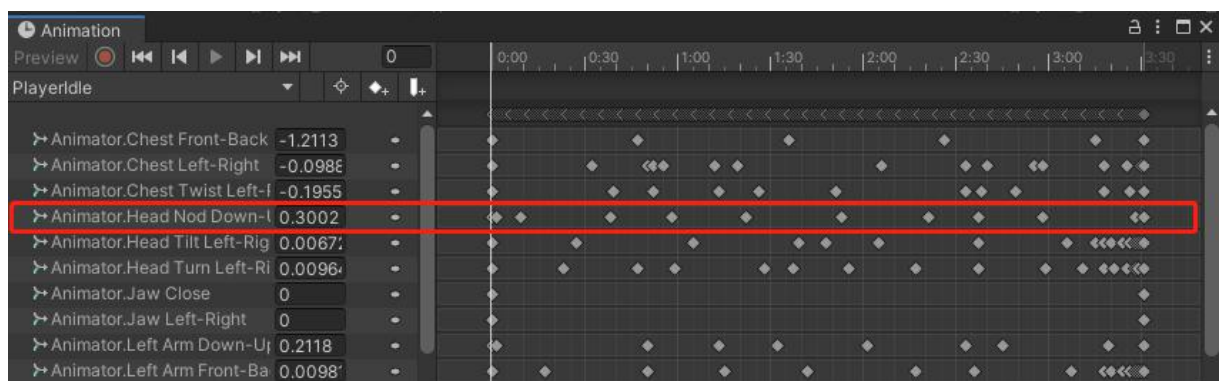 Animation
Preview 0 0:00 0:30 1:00 1:30 2:00 2:30 3:00 3:30
PlayerIdle
Animator.Chest Front-Back -1.2113
Animator.Chest Left-Right -0.0988
Animator.Chest Twist Left- -0.1955
Animator.Head Nod Down- 0.3002
Animator.Head Tilt Left-Rig 0.00672
Animator.Head Turn Left-Ri 0.00964
Animator.Jaw Close 0
Animator.Jaw Left-Right 0
Animator.Left Arm Down-Up 0.2118
Animator.Left Arm Front-Ba 0.0098